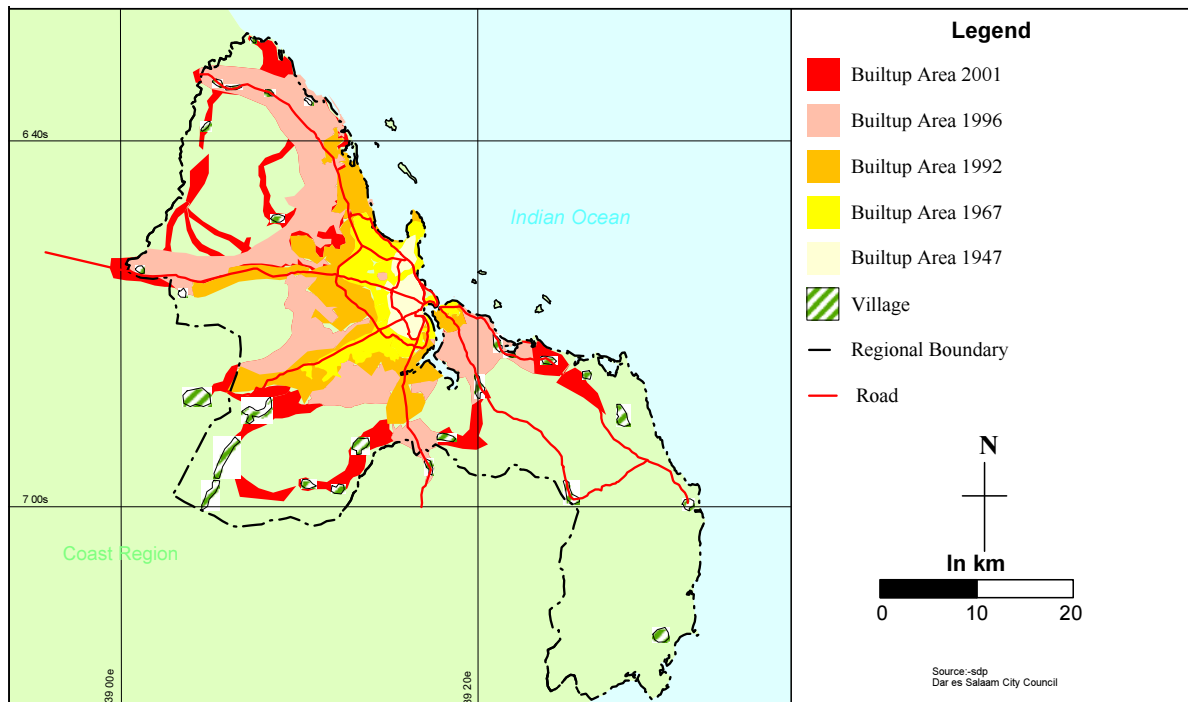 Legend
Builtup Area 2001
Builtup Area 1996
Builtup Area 1992
Builtup Area 1967
Builtup Area 1947
Village
Regional Boundary
Road
N
In km
0 10 20
Source:-sdp
Dar es Salaam City Council
6 40s
Indian Ocean
7 00s
Coast Region
39 00e
39 20e